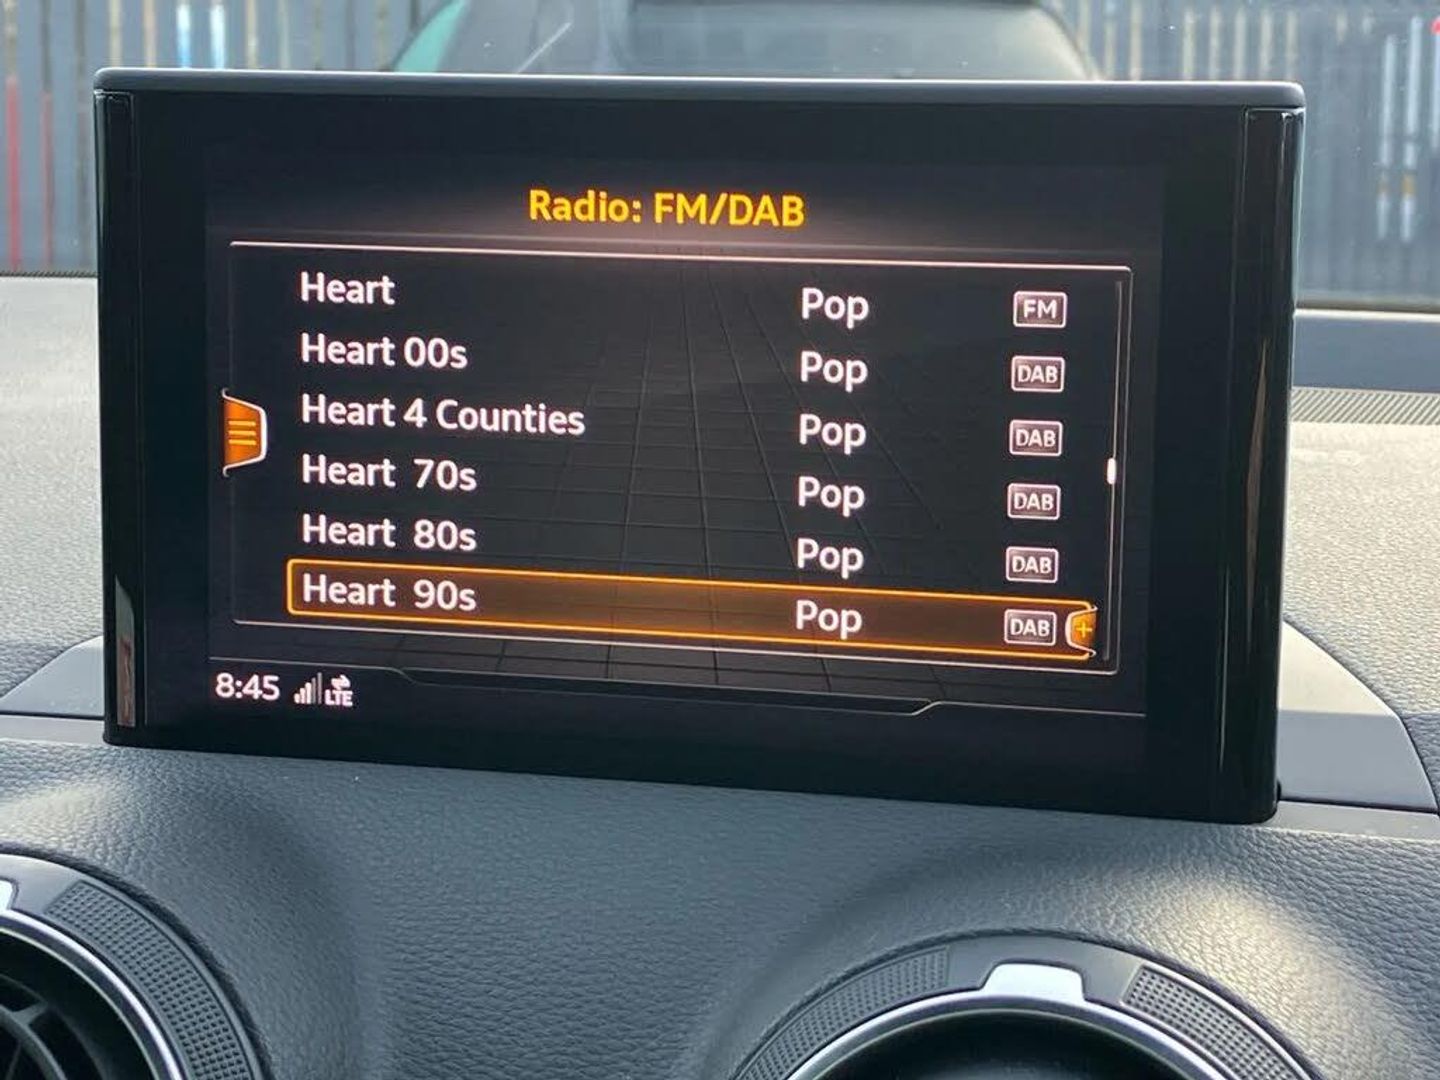 Radio: FM/DAB
Heart Pop FM
Heart 00s Pop DAB
Heart 4 Counties Pop DAB
Heart 70s Pop DAB
Heart 80s Pop DAB
Heart 90s Pop DAB +
8:45 LTE